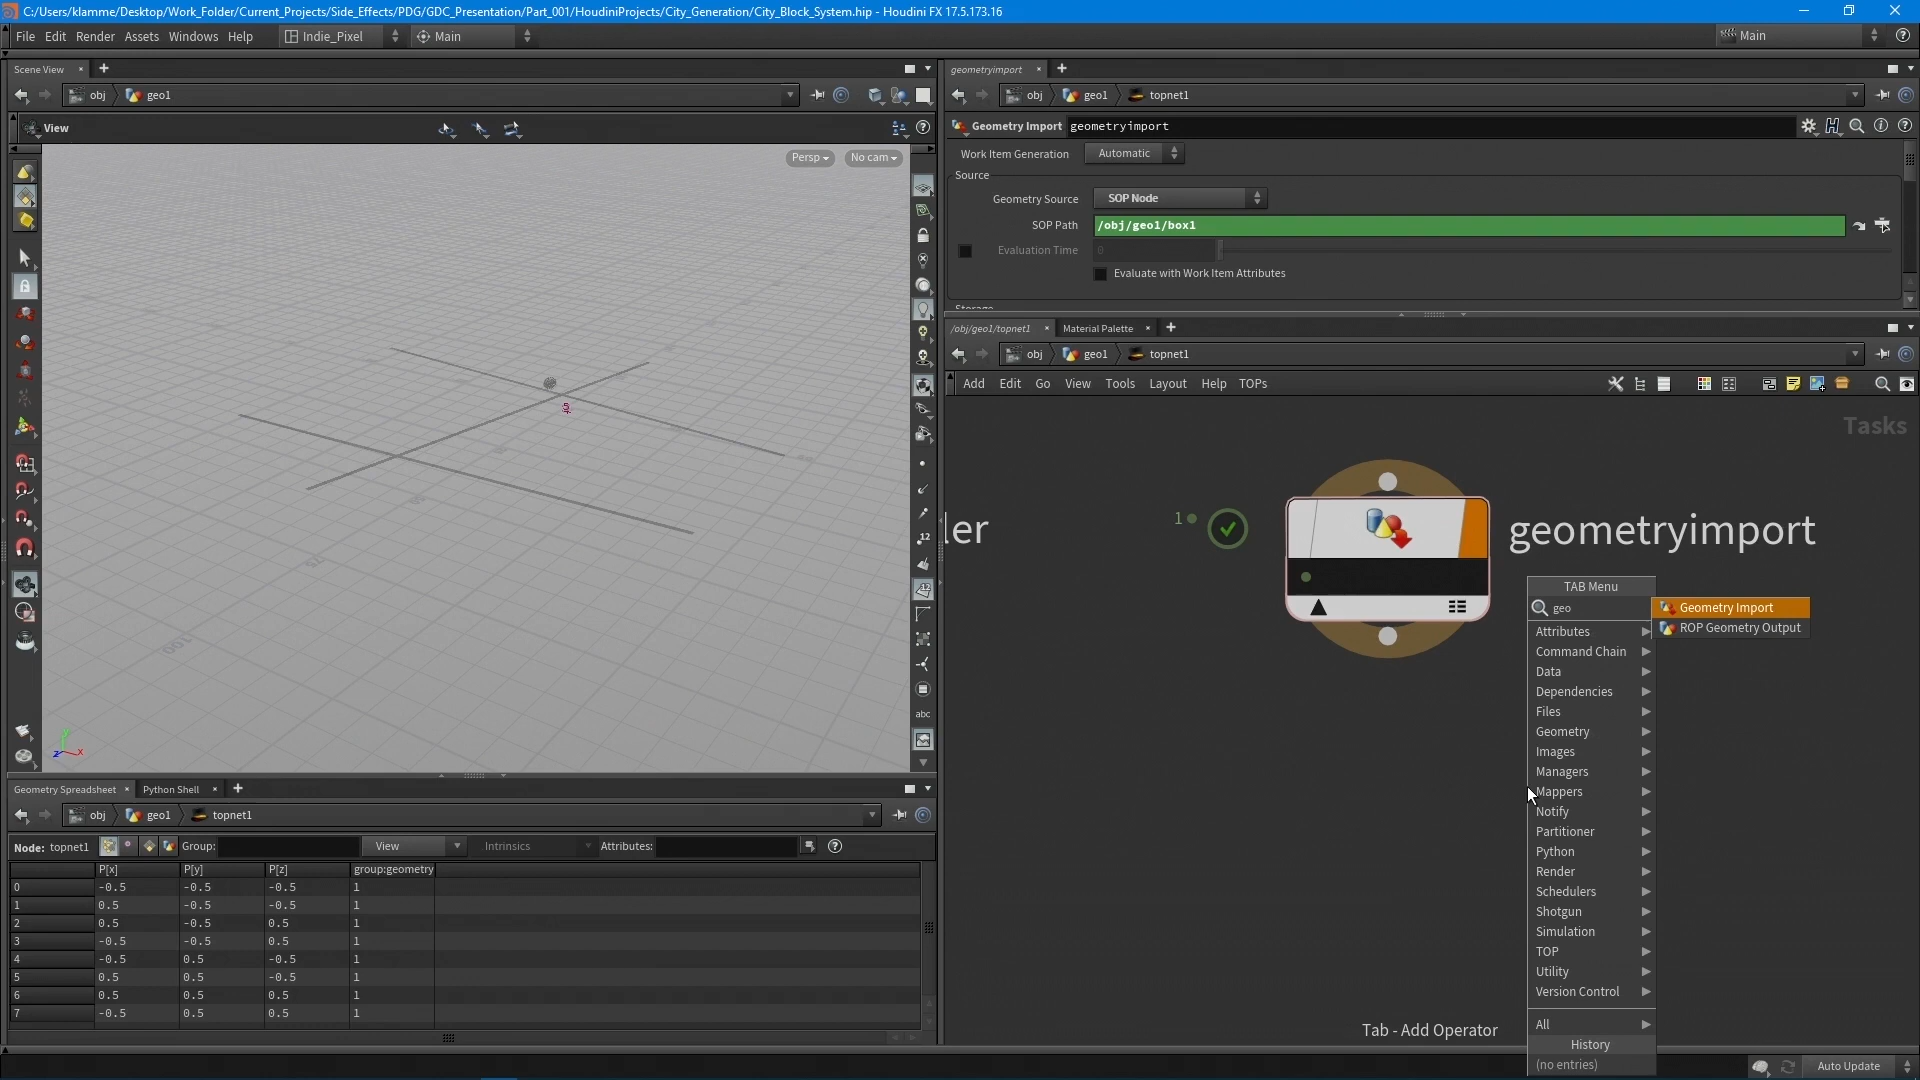 C:/Users/klamme/Desktop/Work_Folder/Current_Projects/Side_Effects/PDG/GDC_Presentation/Part_001/HoudiniProjects/City_Generation/City_Block_System.hip - Houdini FX 17.5.173.16
File Edit Render Assets Windows Help Indie_Pixel Main Main
Scene View
obj geo1
View
Persp No cam
100
z x y
12
abc
geometryimport
obj geo1 topnet1
Geometry Import geometryimport
Work Item Generation Automatic
Source
Geometry Source SOP Node
SOP Path /obj/geo1/box1
Evaluation Time 0
Evaluate with Work Item Attributes
Storage
/obj/geo1/topnet1 Material Palette
obj geo1 topnet1
Add Edit Go View Tools Layout Help TOPs
Tasks
ler
1
geometryimport
TAB Menu
geo
Geometry Import
ROP Geometry Output
Attributes
Command Chain
Data
Dependencies
Files
Geometry
Images
Managers
Mappers
Notify
Partitioner
Python
Render
Schedulers
Shotgun
Simulation
TOP
Utility
Version Control
All
History
(no entries)
Tab - Add Operator
Geometry Spreadsheet Python Shell
obj geo1 topnet1
Node: topnet1 Group: View Intrinsics Attributes:
P[x] P[y] P[z] group:geometry
0 -0.5 -0.5 -0.5 1
1 0.5 -0.5 -0.5 1
2 0.5 -0.5 0.5 1
3 -0.5 -0.5 0.5 1
4 -0.5 0.5 -0.5 1
5 0.5 0.5 -0.5 1
6 0.5 0.5 0.5 1
7 -0.5 0.5 0.5 1
Auto Update